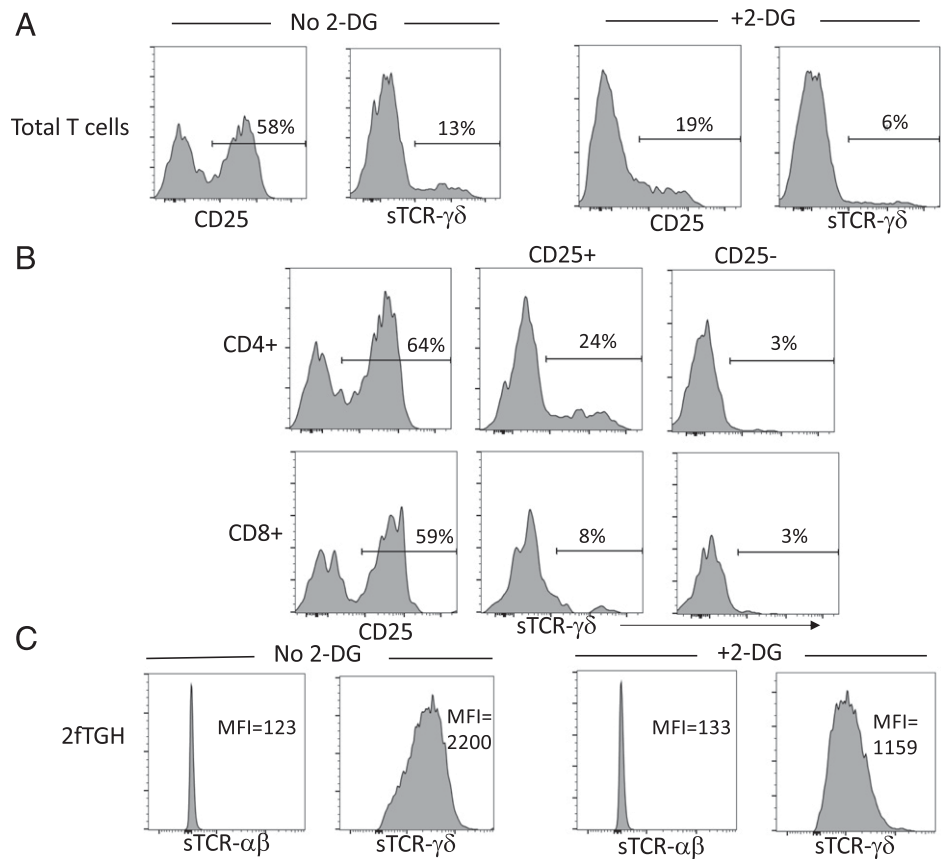 A
No 2-DG
+2-DG
Total T cells
58%
13%
19%
6%
CD25
sTCR-γδ
CD25
sTCR-γδ
B
CD25+
CD25-
CD4+
64%
24%
3%
CD8+
59%
8%
3%
CD25
sTCR-γδ
C
No 2-DG
+2-DG
2fTGH
MFI=123
MFI=
2200
MFI=133
MFI=
1159
sTCR-αβ
sTCR-γδ
sTCR-αβ
sTCR-γδ